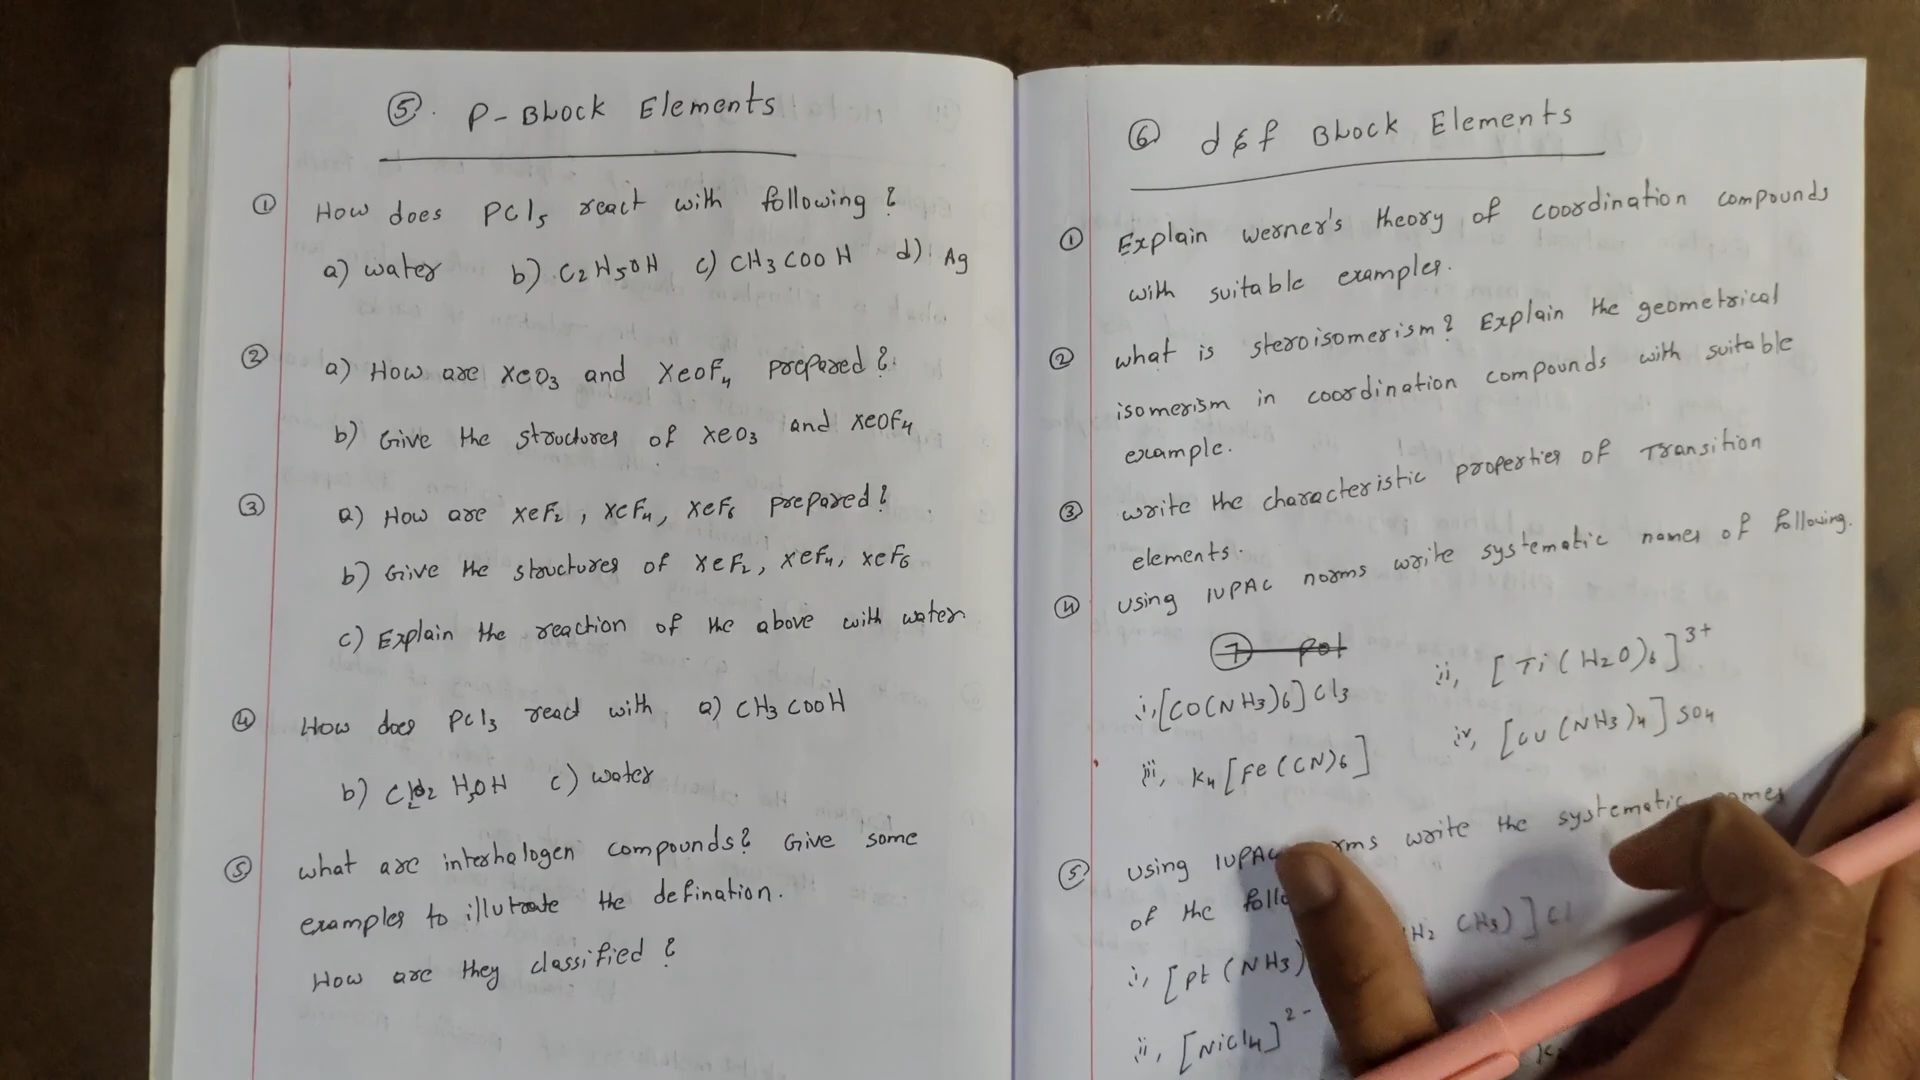 ⑤. P-Block Elements
① How does PCl5 react with following?
a) water b) C2H5OH c) CH3COOH d) Ag
② a) How are XeO3 and XeOF4 prepared?
b) Give the structures of XeO3 and XeOF4
③ a) How are XeF2, XeF4, XeF6 prepared?
b) Give the structures of XeF2, XeF4, XeF6
c) Explain the reaction of the above with water.
④ How does PCl3 react with a) CH3COOH
b) C2H5OH c) water
⑤ what are interhalogen compounds? Give some
examples to illutrate the defination.
How are they classified?
⑥ d & f Block Elements
① Explain werner's theory of coordination compounds
with suitable examples.
② what is steroisomerism? Explain the geometrical
isomerism in coordination compounds with suitable
example.
③ write the characteristic properties of Transition
elements.
④ using IUPAC norms write systematic names of following.
⑦ pot
i, [CO(NH3)6]Cl3 ii, [Ti(H2O)6]3+
iii, K4[Fe(CN)6] iv, [Cu(NH3)4]SO4
⑤ using write the systematic
of the
i, [Pt(NH3) CH3)]Cl
ii, [NiCl4]2-